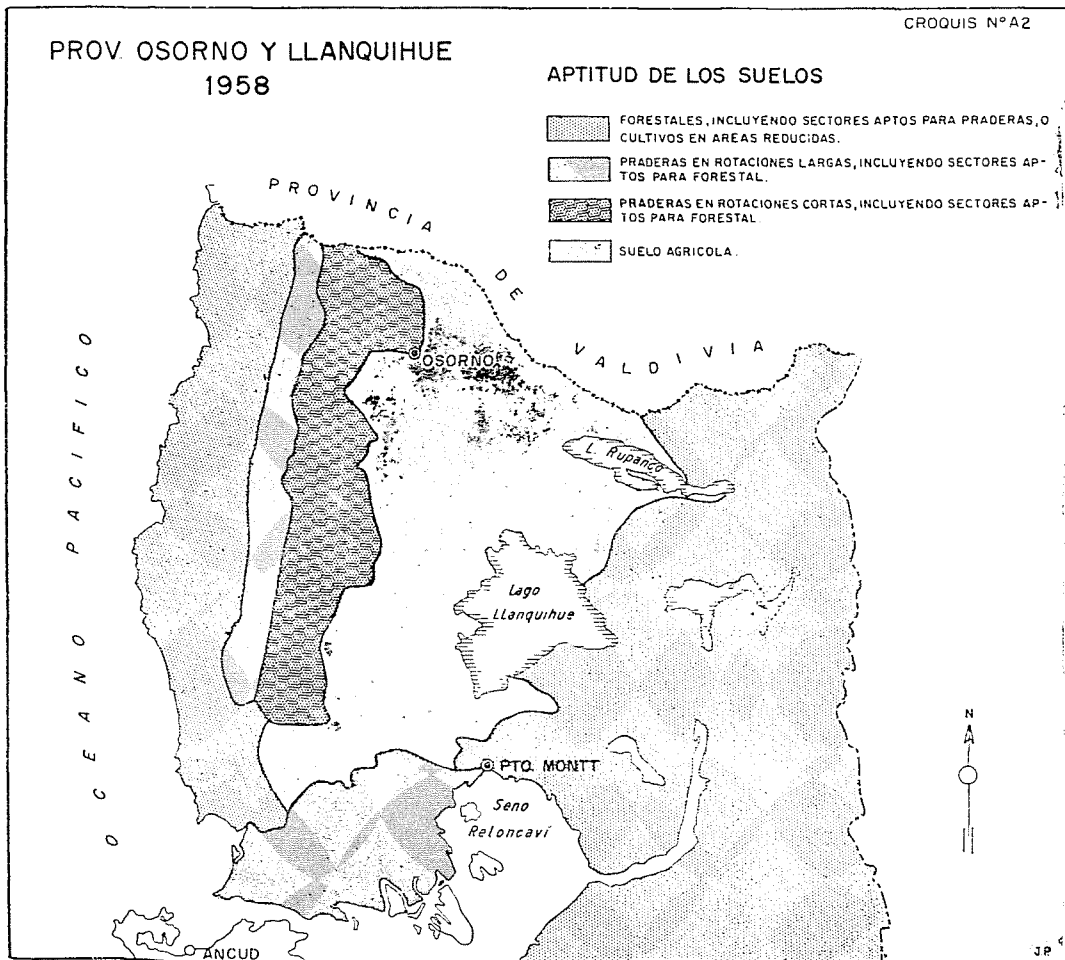 CROQUIS N°A2
PROV. OSORNO Y LLANQUIHUE
1958
APTITUD DE LOS SUELOS
FORESTALES, INCLUYENDO SECTORES APTOS PARA PRADERAS, O
CULTIVOS EN AREAS REDUCIDAS.
PRADERAS EN ROTACIONES LARGAS, INCLUYENDO SECTORES AP-
TOS PARA FORESTAL.
PRADERAS EN ROTACIONES CORTAS, INCLUYENDO SECTORES AP-
TOS PARA FORESTAL
SUELO AGRICOLA.
PROVINCIA
DE
VALDIVIA
OCEANO PACIFICO
OSORNO
L. Rupanco
Lago
Llanquihue
PTO. MONTT
Seno
Reloncaví
N
ANCUD
J.P.